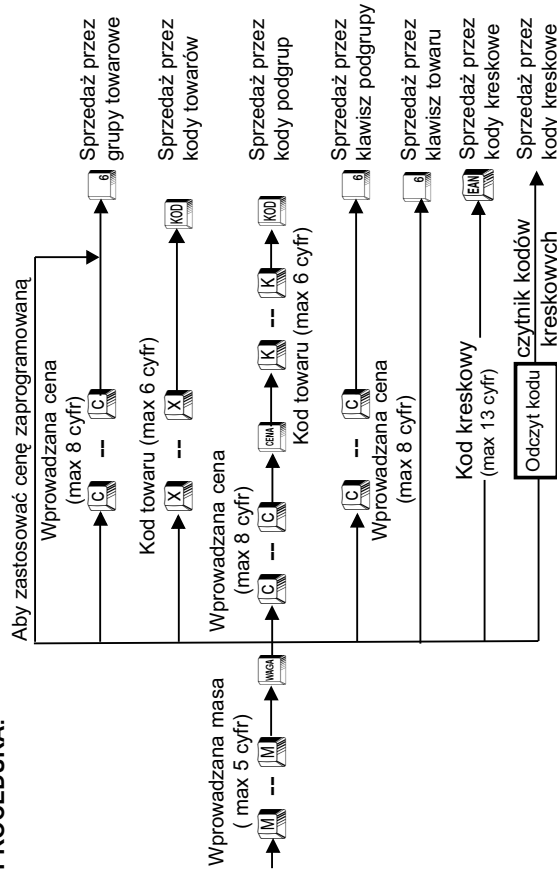 PROCEDURA:
Aby zastosować cenę zaprogramowaną
Wprowadzana cena
(max 8 cyfr)
C -- C 6
Sprzedaż przez
grupy towarowe
Kod towaru (max 6 cyfr)
X -- X KOD
Sprzedaż przez
kody towarów
Wprowadzana masa
( max 5 cyfr)
M -- M WAGA
Wprowadzana cena
(max 8 cyfr)
C -- C CENA K -- K KOD
Kod towaru (max 6 cyfr)
Sprzedaż przez
kody podgrup
C -- C 6
Wprowadzana cena
(max 8 cyfr)
Sprzedaż przez
klawisz podgrupy
6
Sprzedaż przez
klawisz towaru
Kod kreskowy
(max 13 cyfr)
EAN
Sprzedaż przez
kody kreskowe
Odczyt kodu
czytnik kodów
kreskowych
Sprzedaż przez
kody kreskowe